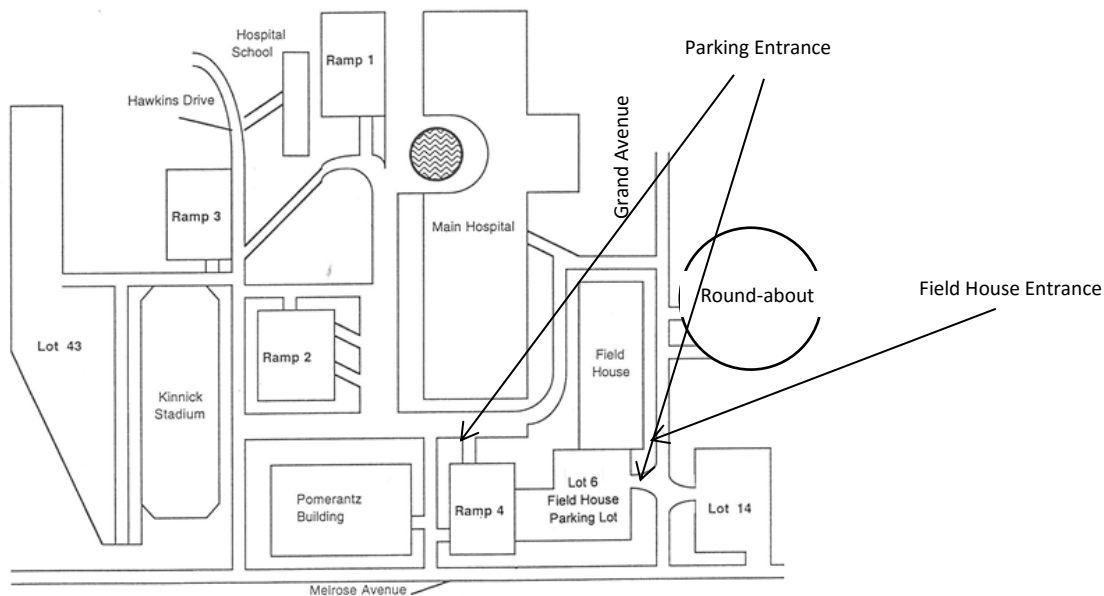 Hospital
School
Ramp 1
Parking Entrance
Hawkins Drive
Grand Avenue
Ramp 3
Main Hospital
Round-about
Field House Entrance
Lot 43
Ramp 2
Field
House
Kinnick
Stadium
Lot 6
Field House
Parking Lot
Pomerantz
Building
Ramp 4
Lot 14
Melrose Avenue